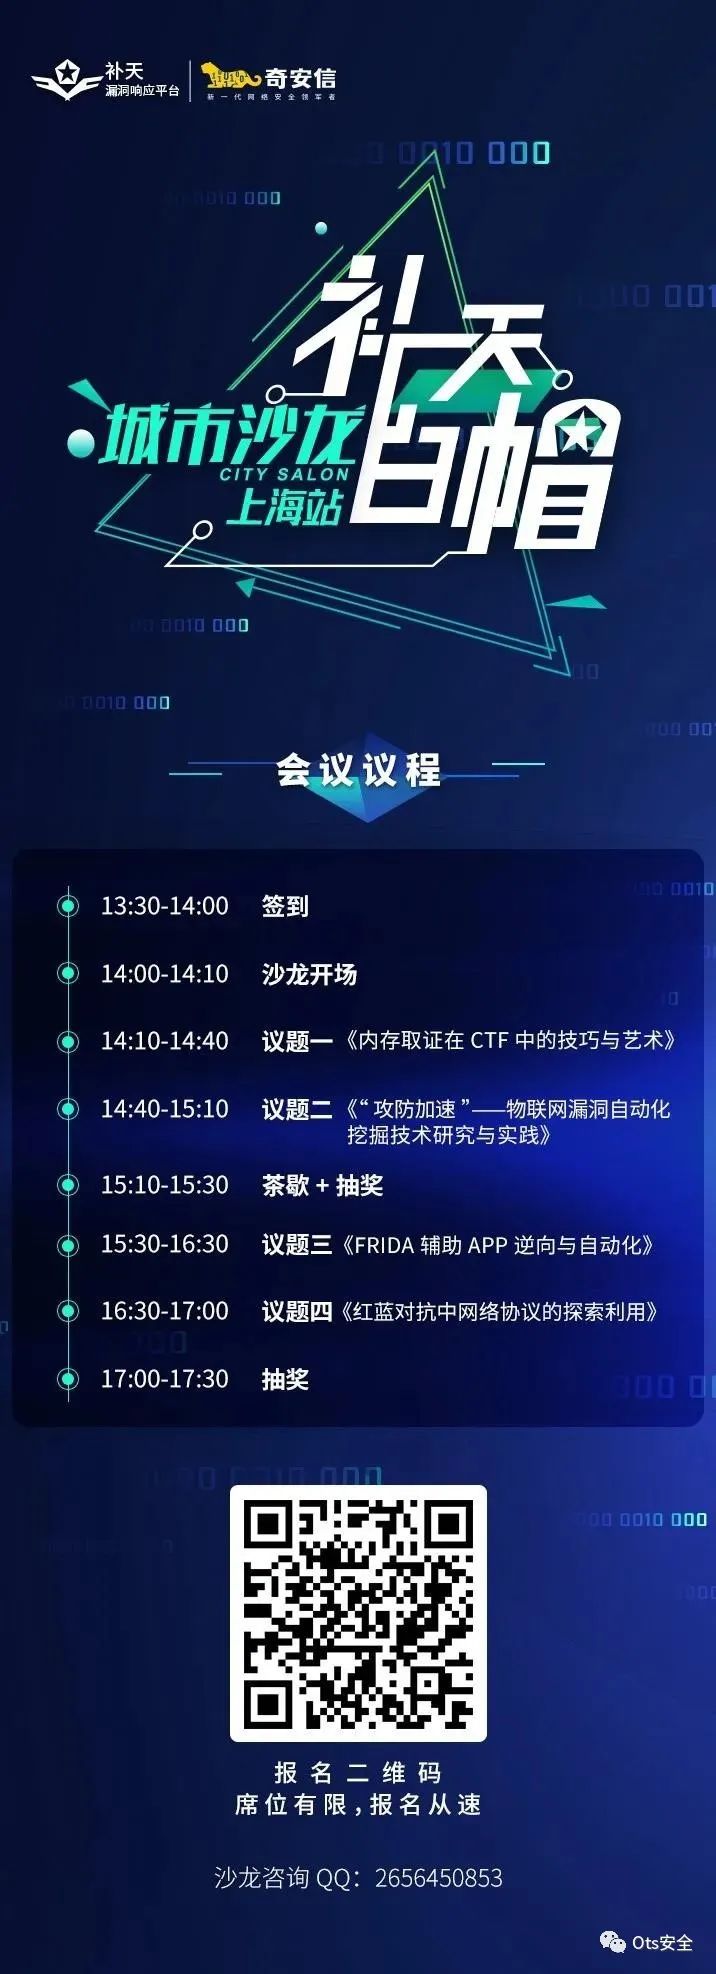 补天
漏洞响应平台
奇安信
新一代网络安全领军者
0010 000
0010 000
补天
白帽
城市沙龙
CITY SALON
上海站
0010 000
0010 000
会议议程
13:30-14:00 签到
14:00-14:10 沙龙开场
14:10-14:40 议题一《内存取证在 CTF 中的技巧与艺术》
14:40-15:10 议题二《“攻防加速”——物联网漏洞自动化
挖掘技术研究与实践》
15:10-15:30 茶歇 + 抽奖
15:30-16:30 议题三《FRIDA 辅助 APP 逆向与自动化》
16:30-17:00 议题四《红蓝对抗中网络协议的探索利用》
17:00-17:30 抽奖
000 0010 000
报名二维码
席位有限,报名从速
沙龙咨询 QQ：2656450853
Ots安全